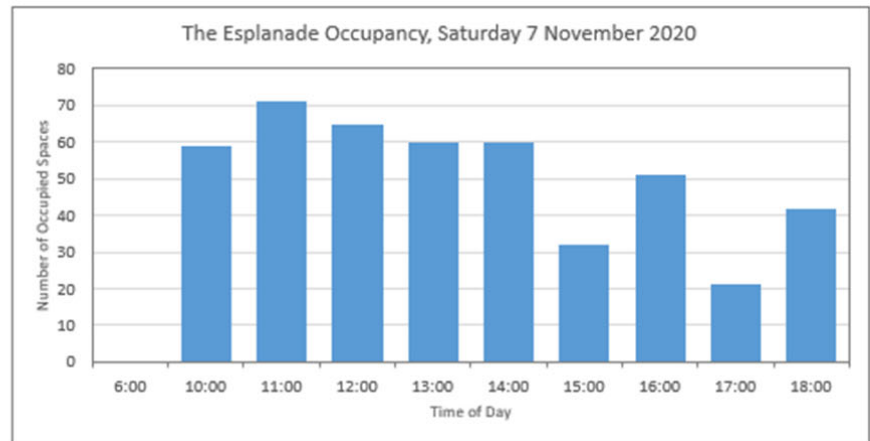 The Esplanade Occupancy, Saturday 7 November 2020
Number of Occupied Spaces
80
70
60
50
40
30
20
10
0
6:00 10:00 11:00 12:00 13:00 14:00 15:00 16:00 17:00 18:00
Time of Day